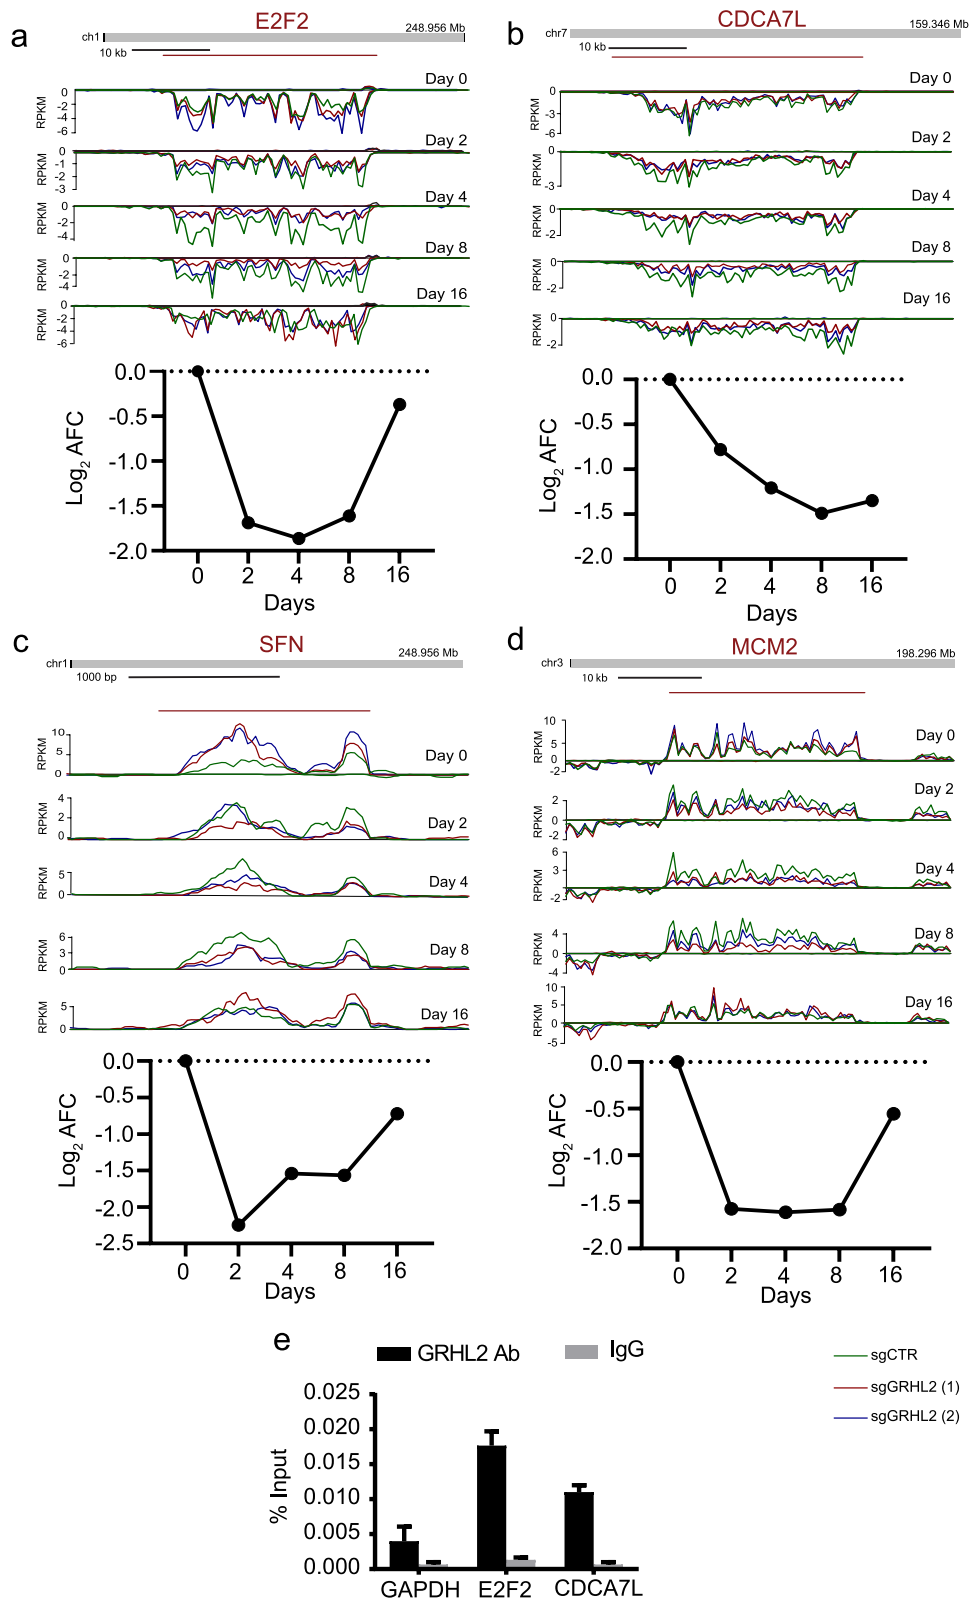 a
E2F2
248.956 Mb
ch1
10 kb
Day 0
RPKM
0
-2
-4
-6
Day 2
RPKM
0
-1
-2
-3
Day 4
RPKM
0
-2
-4
Day 8
RPKM
0
-2
-4
Day 16
RPKM
0
-2
-4
-6
Log2 AFC
0.0
-0.5
-1.0
-1.5
-2.0
0 2 4 8 16
Days
b
CDCA7L
159.346 Mb
chr7
10 kb
Day 0
RPKM
0
-3
-6
Day 2
RPKM
0
-3
Day 4
RPKM
0
-2
Day 8
RPKM
0
-2
Day 16
RPKM
0
-2
Log2 AFC
0.0
-0.5
-1.0
-1.5
-2.0
0 2 4 8 16
Days
c
SFN
248.956 Mb
chr1
1000 bp
Day 0
RPKM
10
5
0
Day 2
RPKM
4
2
0
Day 4
RPKM
5
0
Day 8
RPKM
6
3
0
Day 16
RPKM
5
0
Log2 AFC
0.0
-0.5
-1.0
-1.5
-2.0
-2.5
0 2 4 8 16
Days
d
MCM2
198.296 Mb
chr3
10 kb
Day 0
RPKM
10
5
0
-2
Day 2
RPKM
2
0
-2
Day 4
RPKM
6
3
0
-2
Day 8
RPKM
4
0
-4
Day 16
RPKM
10
5
0
-5
Log2 AFC
0.0
-0.5
-1.0
-1.5
-2.0
0 2 4 8 16
Days
e
GRHL2 Ab
IgG
% Input
0.025
0.020
0.015
0.010
0.005
0.000
GAPDH E2F2 CDCA7L
sgCTR
sgGRHL2 (1)
sgGRHL2 (2)